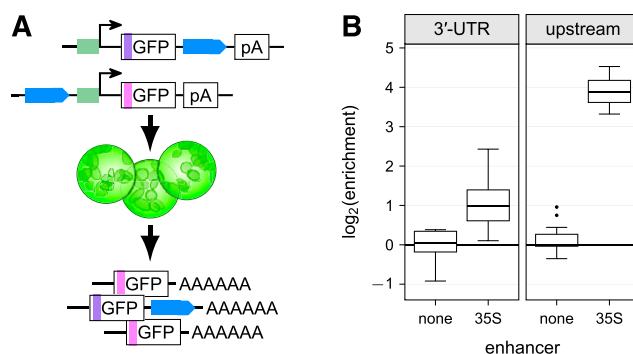 A
GFP
pA
GFP
pA
GFP AAAAAA
GFP AAAAAA
GFP AAAAAA
B
3′-UTR upstream
log2(enrichment)
5
4
3
2
1
0
−1
none 35S none 35S
enhancer